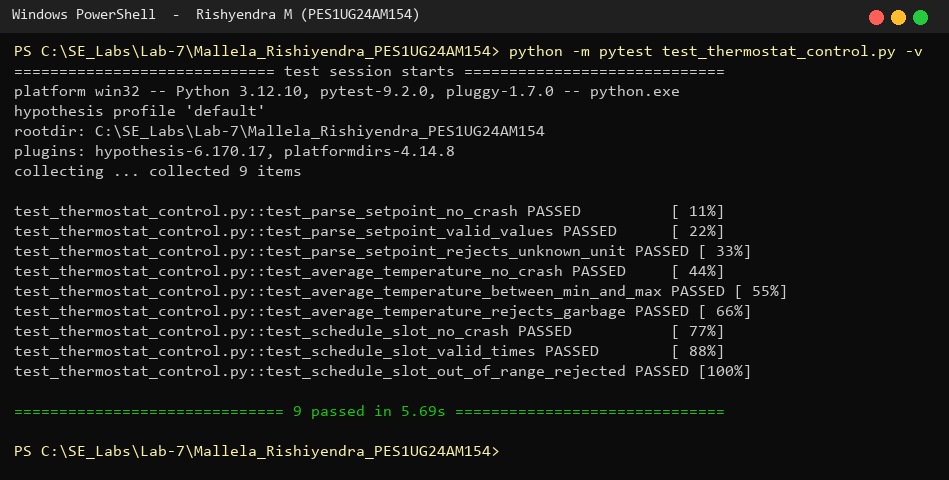 Windows PowerShell  -  Rishyendra M (PES1UG24AM154)
PS C:\SE_Labs\Lab-7\Mallela_Rishiyendra_PES1UG24AM154> python -m pytest test_thermostat_control.py -v
============================= test session starts =============================
platform win32 -- Python 3.12.10, pytest-9.2.0, pluggy-1.7.0 -- python.exe
hypothesis profile 'default'
rootdir: C:\SE_Labs\Lab-7\Mallela_Rishiyendra_PES1UG24AM154
plugins: hypothesis-6.170.17, platformdirs-4.14.8
collecting ... collected 9 items
test_thermostat_control.py::test_parse_setpoint_no_crash PASSED          [ 11%]
test_thermostat_control.py::test_parse_setpoint_valid_values PASSED      [ 22%]
test_thermostat_control.py::test_parse_setpoint_rejects_unknown_unit PASSED [ 33%]
test_thermostat_control.py::test_average_temperature_no_crash PASSED     [ 44%]
test_thermostat_control.py::test_average_temperature_between_min_and_max PASSED [ 55%]
test_thermostat_control.py::test_average_temperature_rejects_garbage PASSED [ 66%]
test_thermostat_control.py::test_schedule_slot_no_crash PASSED           [ 77%]
test_thermostat_control.py::test_schedule_slot_valid_times PASSED        [ 88%]
test_thermostat_control.py::test_schedule_slot_out_of_range_rejected PASSED [100%]
============================== 9 passed in 5.69s ==============================
PS C:\SE_Labs\Lab-7\Mallela_Rishiyendra_PES1UG24AM154>